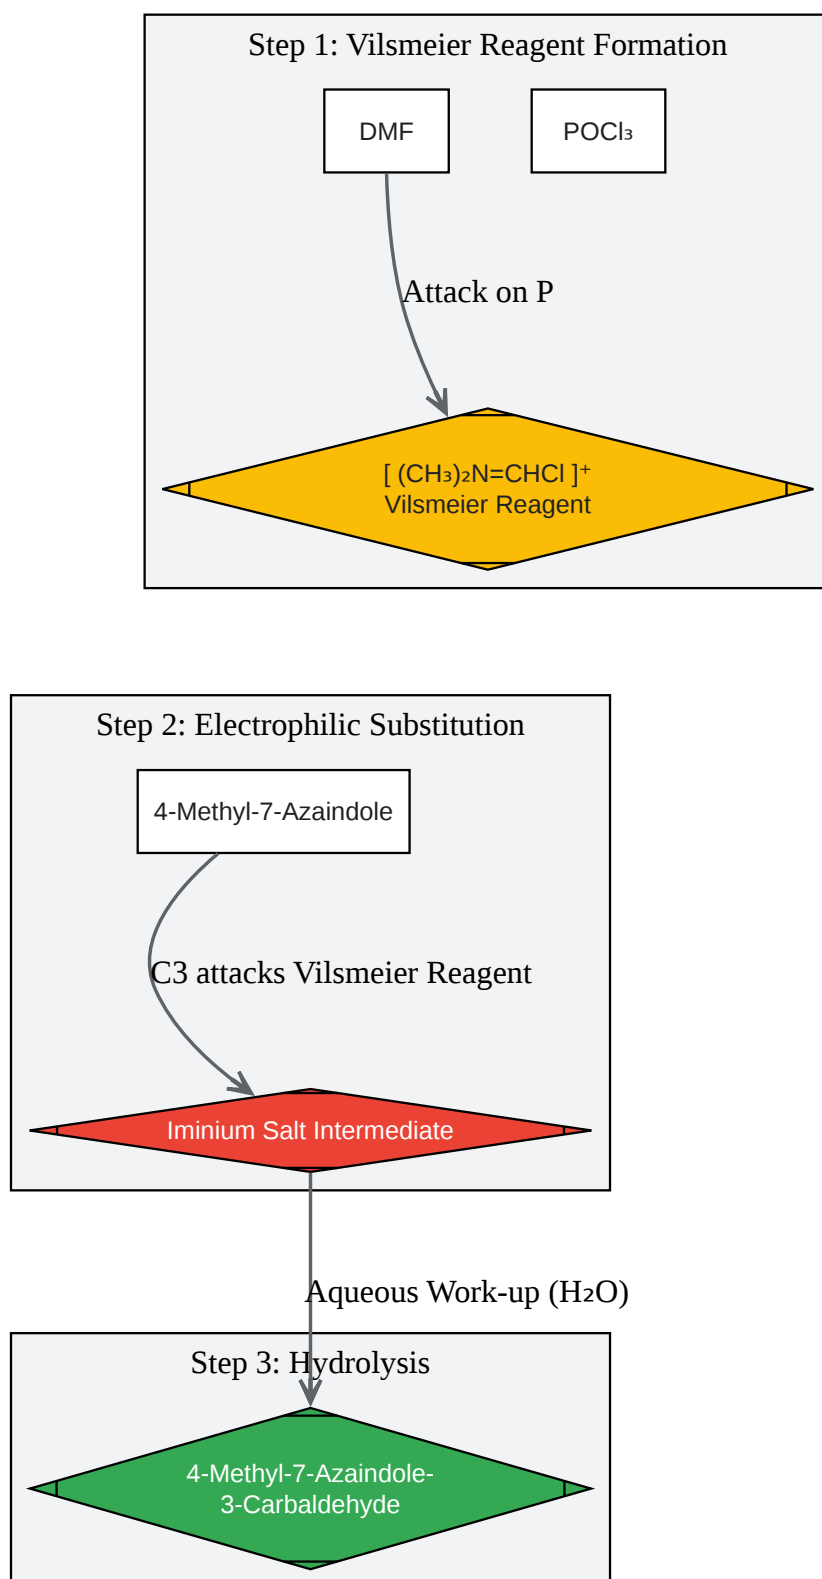 Step 1: Vilsmeier Reagent Formation
DMF
POCl₃
Attack on P
[ (CH₃)₂N=CHCl ]⁺
Vilsmeier Reagent
Step 2: Electrophilic Substitution
4-Methyl-7-Azaindole
C3 attacks Vilsmeier Reagent
Iminium Salt Intermediate
Aqueous Work-up (H₂O)
Step 3: Hydrolysis
4-Methyl-7-Azaindole-
3-Carbaldehyde